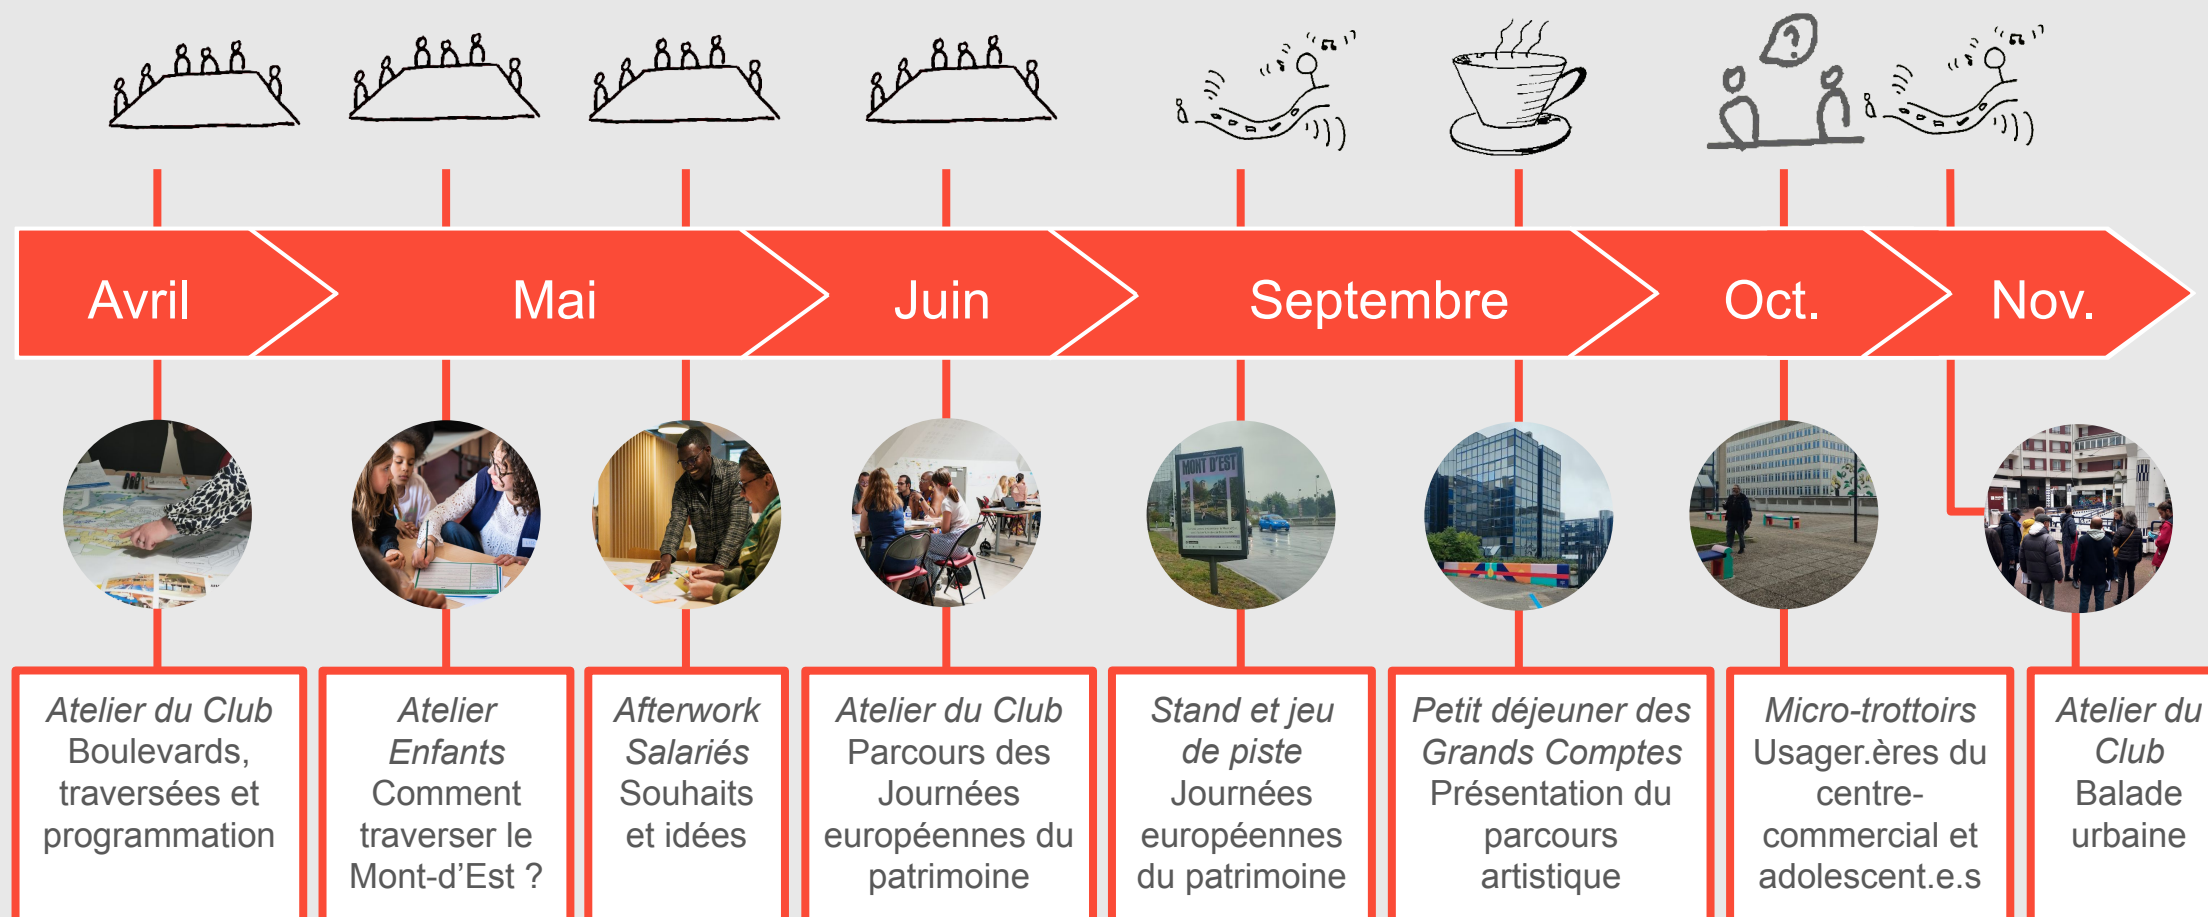 ?
Avril
Mai
Juin
Septembre
Oct.
Nov.
MONT D'EST
Atelier du Club
Boulevards,
traversées et
programmation
Atelier
Enfants
Comment
traverser le
Mont-d'Est ?
Afterwork
Salariés
Souhaits
et idées
Atelier du Club
Parcours des
Journées
européennes du
patrimoine
Stand et jeu
de piste
Journées
européennes
du patrimoine
Petit déjeuner des
Grands Comptes
Présentation du
parcours
artistique
Micro-trottoirs
Usager.ères du
centre-
commercial et
adolescent.e.s
Atelier du
Club
Balade
urbaine